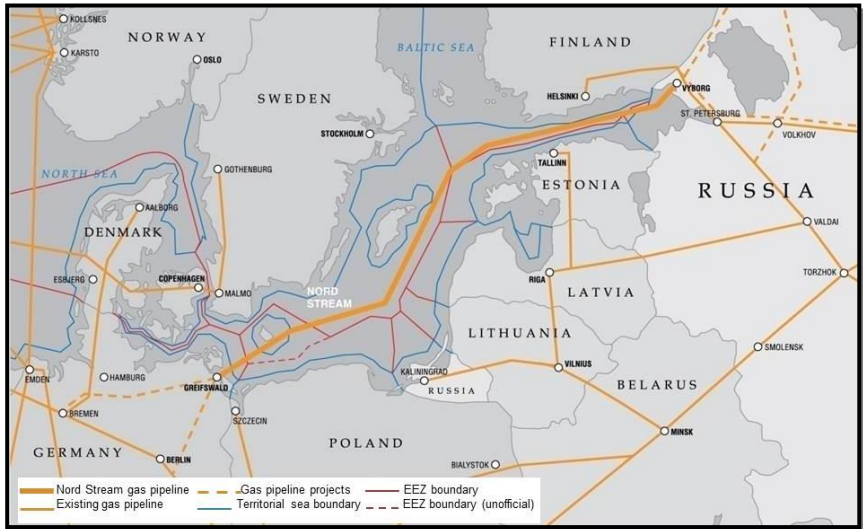 KOLLSNES
NORWAY
KARSTO
OSLO
BALTIC SEA
FINLAND
SWEDEN
HELSINKI
VYBORG
STOCKHOLM
ST. PETERSBURG
VOLKHOV
NORTH SEA
GOTHENBURG
TALLINN
ESTONIA
RUSSIA
AALBORG
DENMARK
VALDAI
ESBJERG
COPENHAGEN
MALMO
NORD
STREAM
RIGA
LATVIA
TORZHOK
LITHUANIA
SMOLENSK
EMDEN
HAMBURG
GREIFSWALD
KALININGRAD
RUSSIA
VILNIUS
BELARUS
BREMEN
SZCZECIN
MINSK
GERMANY
BERLIN
POLAND
BIALYSTOK
Nord Stream gas pipeline
Gas pipeline projects
EEZ boundary
Existing gas pipeline
Territorial sea boundary
EEZ boundary (unofficial)